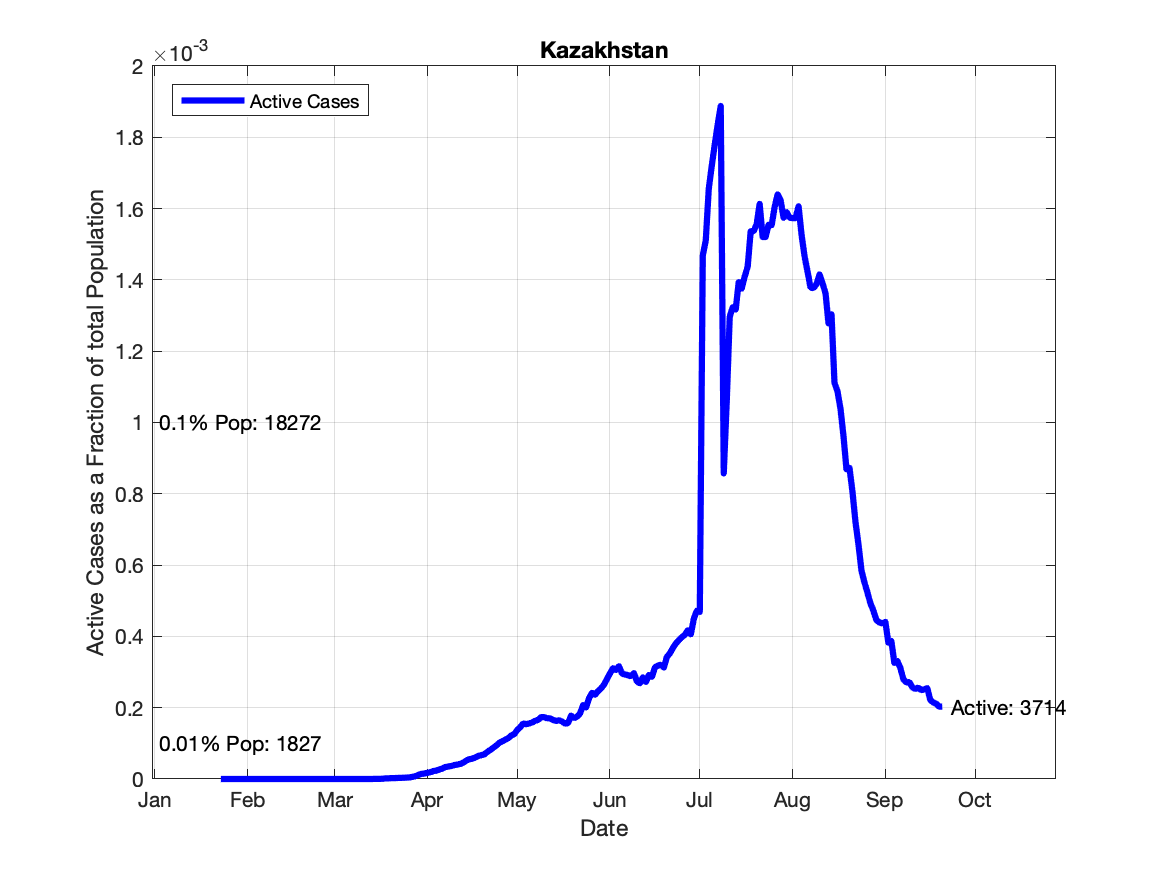 Kazakhstan
×10-3
Active Cases
2
1.8
1.6
1.4
1.2
1
0.8
0.6
0.4
0.2
0
Active Cases as a Fraction of total Population
0.1% Pop: 18272
0.01% Pop: 1827
Active: 3714
Jan Feb Mar Apr May Jun Jul Aug Sep Oct
Date